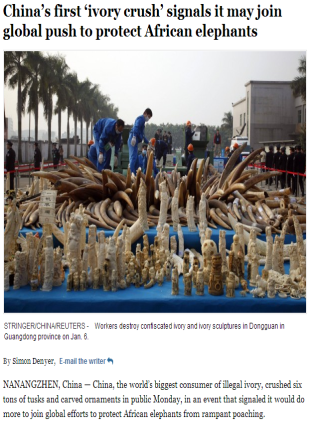 China's first 'ivory crush' signals it may join
global push to protect African elephants
STRINGER/CHINA/REUTERS - Workers destroy confiscated ivory and ivory sculptures in Dongguan in
Guangdong province on Jan. 6.
By Simon Denyer, E-mail the writer
NANANGZHEN, China — China, the world's biggest consumer of illegal ivory, crushed six
tons of tusks and carved ornaments in public Monday, in an event that signaled it would do
more to join global efforts to protect African elephants from rampant poaching.